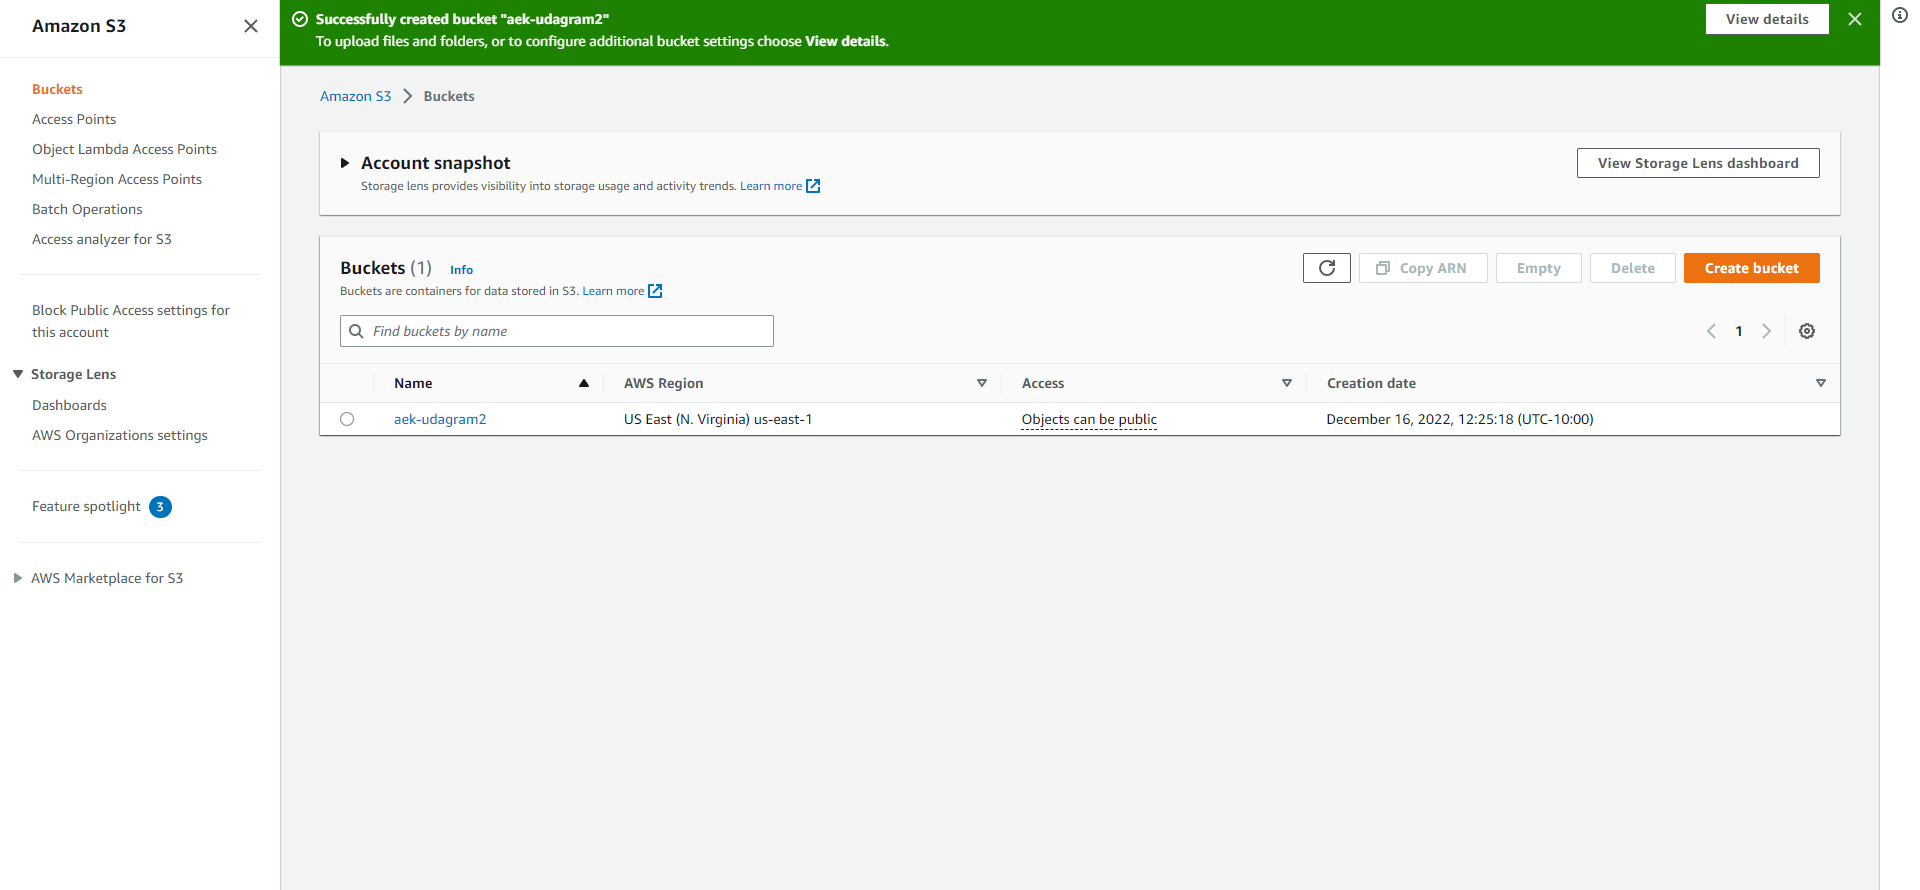 Amazon S3
Buckets
Access Points
Object Lambda Access Points
Multi-Region Access Points
Batch Operations
Access analyzer for S3
Block Public Access settings for
this account
Storage Lens
Dashboards
AWS Organizations settings
Feature spotlight 3
AWS Marketplace for S3
Successfully created bucket "aek-udagram2"
To upload files and folders, or to configure additional bucket settings choose View details.
View details
Amazon S3 Buckets
Account snapshot
Storage lens provides visibility into storage usage and activity trends. Learn more
View Storage Lens dashboard
Buckets (1) Info
Buckets are containers for data stored in S3. Learn more
Copy ARN Empty Delete Create bucket
Find buckets by name
1
Name AWS Region Access Creation date
aek-udagram2 US East (N. Virginia) us-east-1 Objects can be public December 16, 2022, 12:25:18 (UTC-10:00)